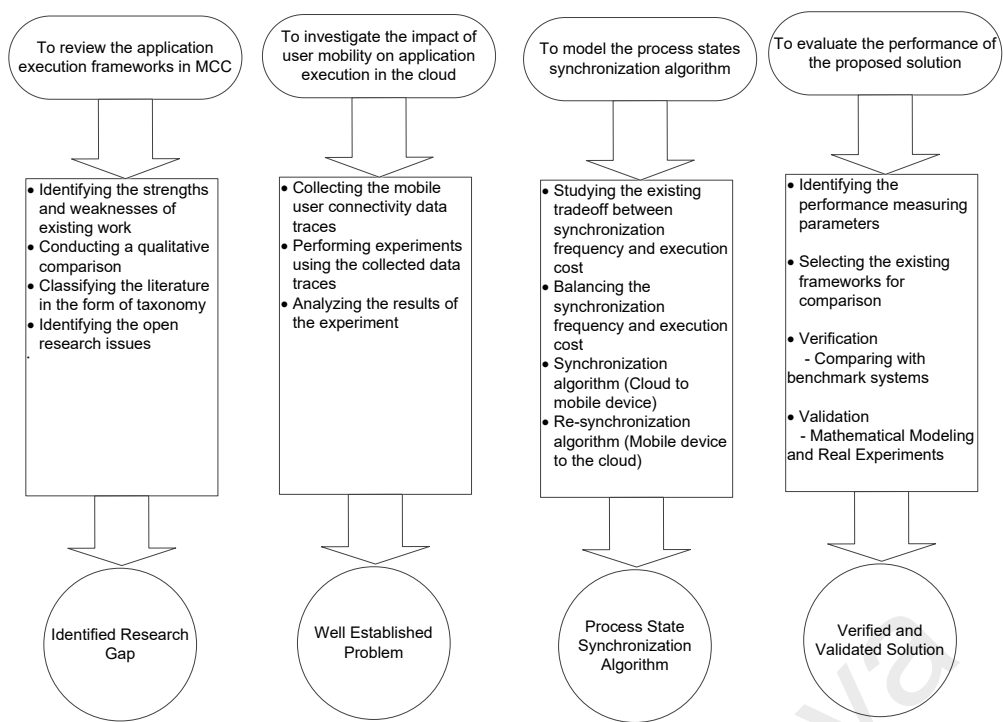 To review the application
execution frameworks in MCC
To investigate the impact of
user mobility on application
execution in the cloud
To model the process states
synchronization algorithm
To evaluate the performance of
the proposed solution
• Identifying the strengths
and weaknesses of
existing work
• Conducting a qualitative
comparison
• Classifying the literature
in the form of taxonomy
• Identifying the open
research issues
.
• Collecting the mobile
user connectivity data
traces
• Performing experiments
using the collected data
traces
• Analyzing the results of
the experiment
• Studying the existing
tradeoff between
synchronization
frequency and execution
cost
• Balancing the
synchronization
frequency and execution
cost
• Synchronization
algorithm (Cloud to
mobile device)
• Re-synchronization
algorithm (Mobile device
to the cloud)
• Identifying the
performance measuring
parameters
• Selecting the existing
frameworks for
comparison
• Verification
- Comparing with
benchmark systems
• Validation
- Mathematical Modeling
and Real Experiments
Identified Research
Gap
Well Established
Problem
Process State
Synchronization
Algorithm
Verified and
Validated Solution